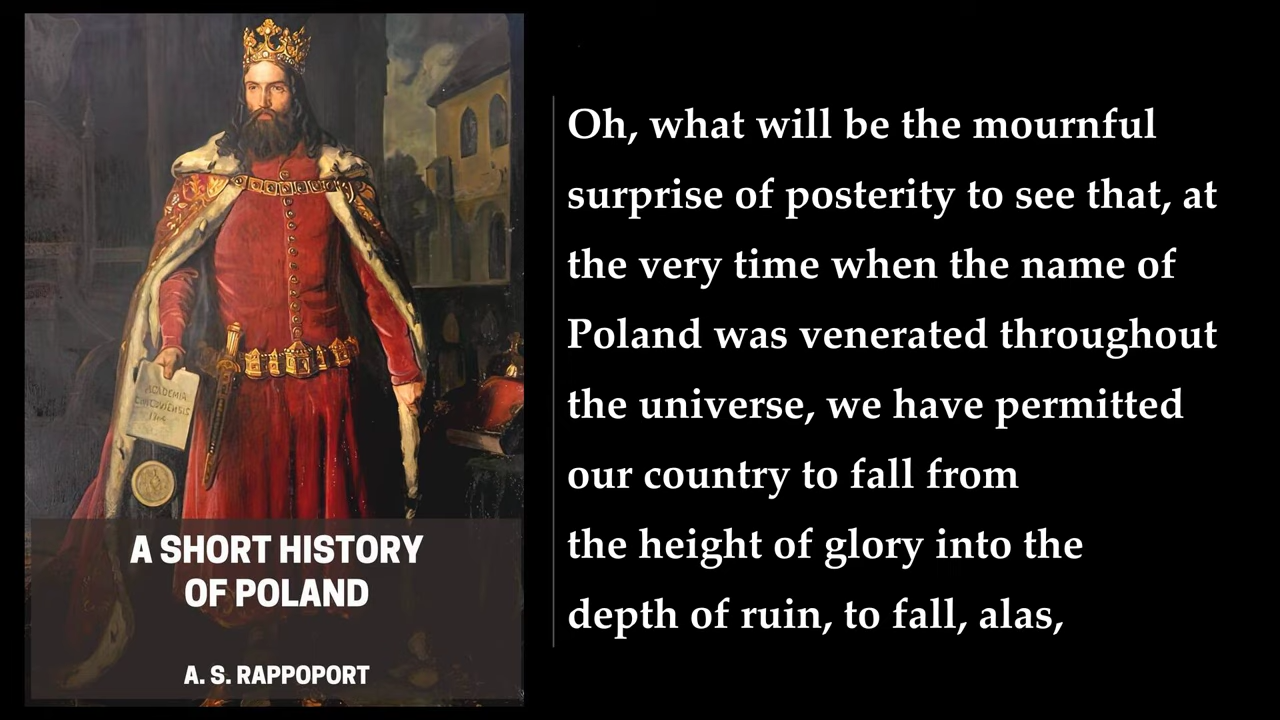 ACADEMIA
A SHORT HISTORY
OF POLAND
A. S. RAPPOPORT
Oh, what will be the mournful
surprise of posterity to see that, at
the very time when the name of
Poland was venerated throughout
the universe, we have permitted
our country to fall from
the height of glory into the
depth of ruin, to fall, alas,